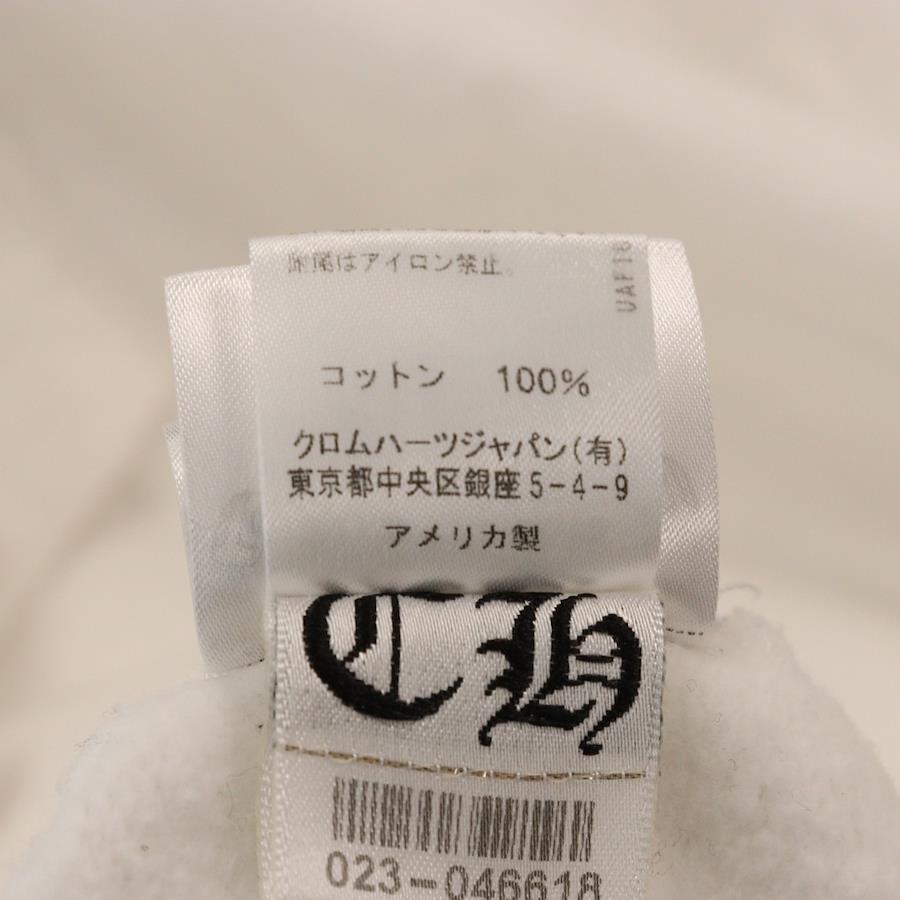 はアイロン禁止。
UAF18
コットン 100%
クロムハーツジャパン(有)
東京都中央区銀座5-4-9
アメリカ製
CH
023-046618